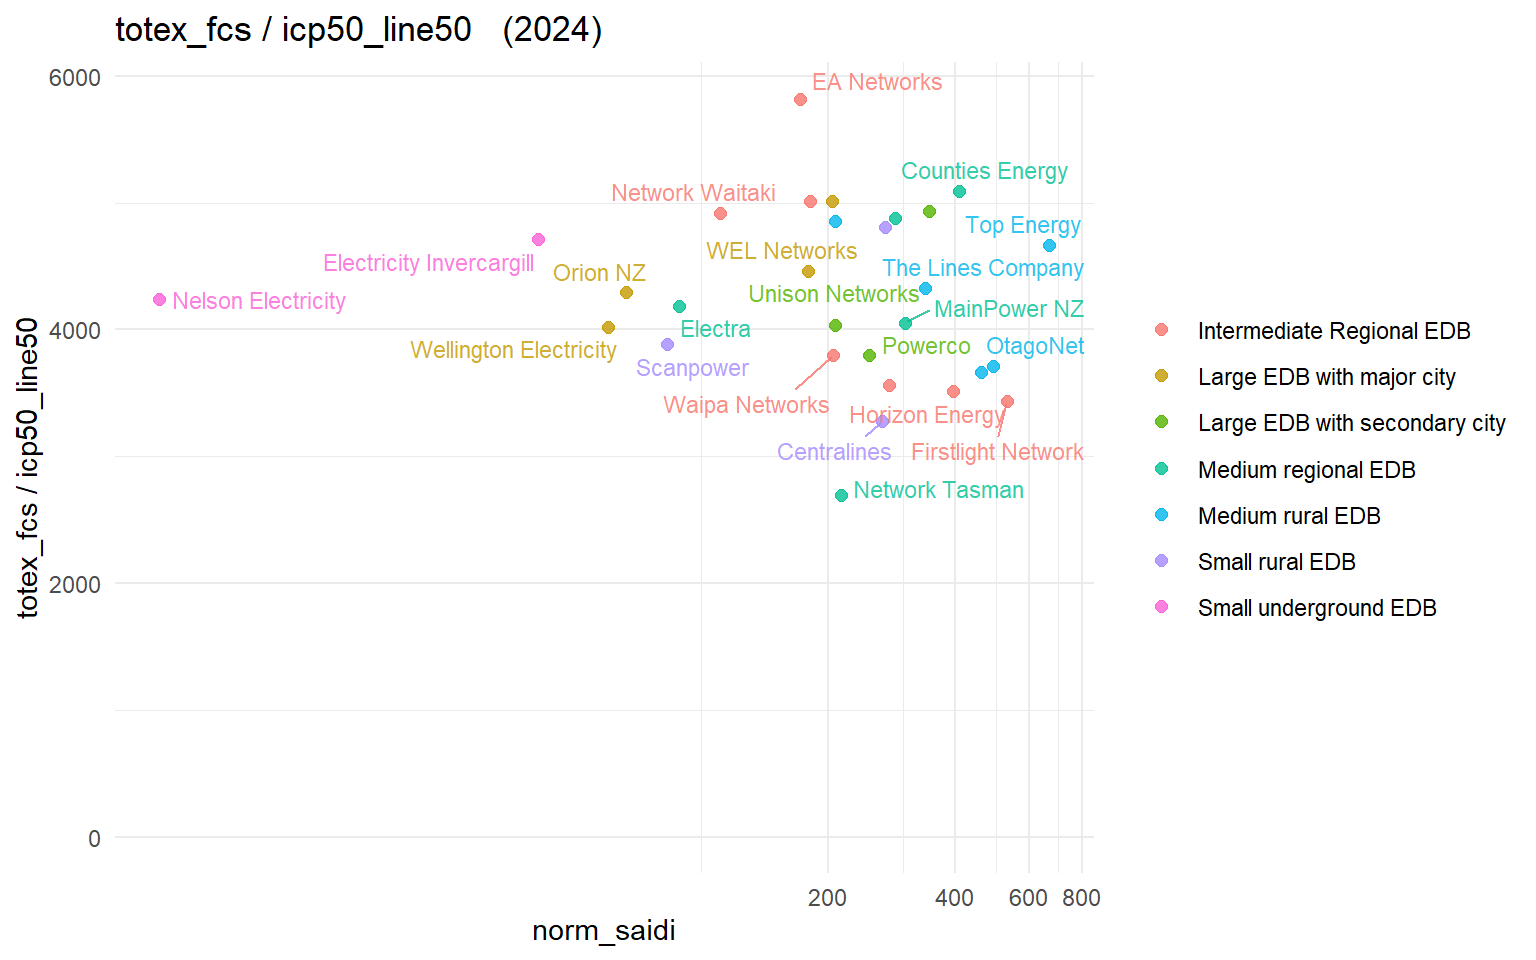 totex_fcs / icp50_line50   (2024)
6000
4000
2000
0
totex_fcs / icp50_line50
EA Networks
Counties Energy
Network Waitaki
Top Energy
WEL Networks
Electricity Invercargill
The Lines Company
Orion NZ
Unison Networks
Nelson Electricity
MainPower NZ
Electra
Wellington Electricity
Powerco
OtagoNet
Scanpower
Waipa Networks
Horizon Energy
Centralines
Firstlight Network
Network Tasman
200
400
600
800
norm_saidi
Intermediate Regional EDB
Large EDB with major city
Large EDB with secondary city
Medium regional EDB
Medium rural EDB
Small rural EDB
Small underground EDB